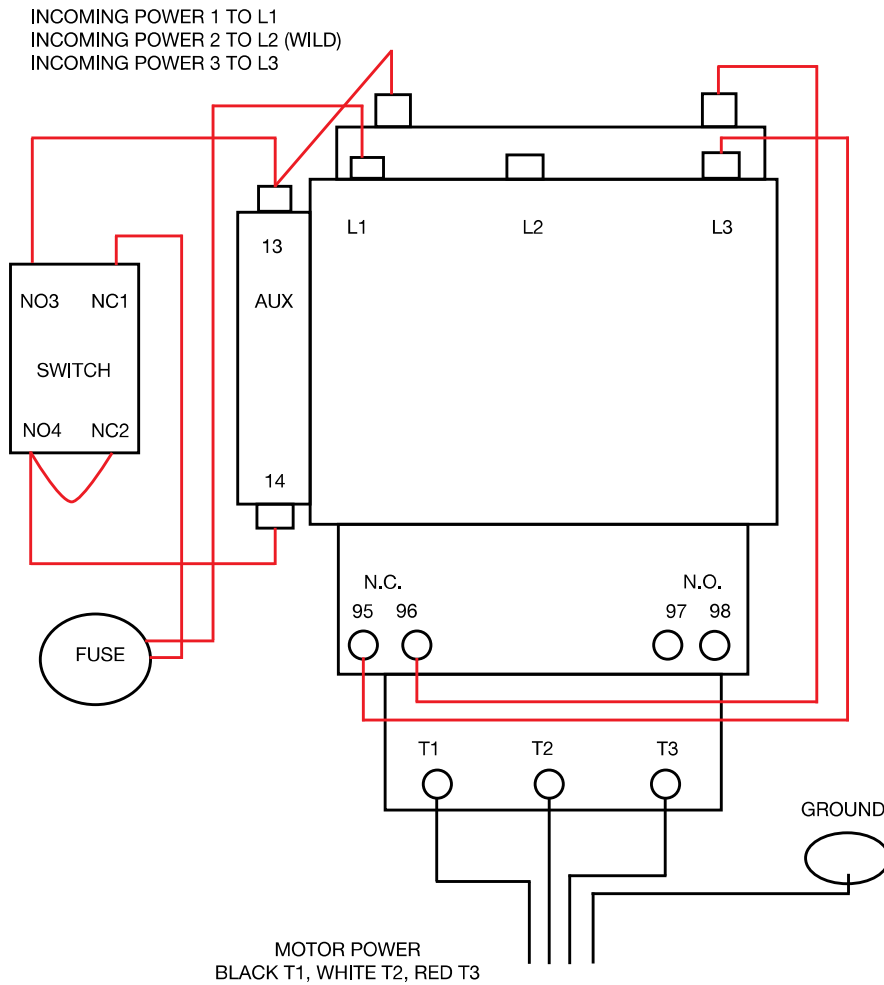 INCOMING POWER 1 TO L1
INCOMING POWER 2 TO L2 (WILD)
INCOMING POWER 3 TO L3
L1 L2 L3
13
AUX
14
NO3 NC1
SWITCH
NO4 NC2
FUSE
N.C. N.O.
95 96 97 98
T1 T2 T3
GROUND
MOTOR POWER
BLACK T1, WHITE T2, RED T3